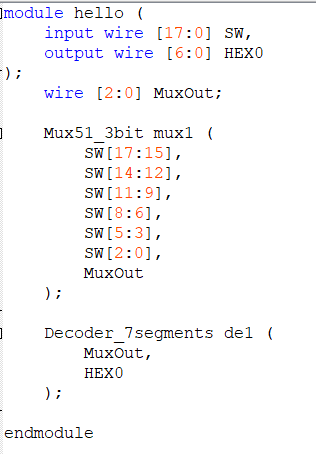 module hello (
    input wire [17:0] SW,
    output wire [6:0] HEX0
);
    wire [2:0] MuxOut;

    Mux51_3bit mux1 (
        SW[17:15],
        SW[14:12],
        SW[11:9],
        SW[8:6],
        SW[5:3],
        SW[2:0],
        MuxOut
    );

    Decoder_7segments de1 (
        MuxOut,
        HEX0
    );

endmodule